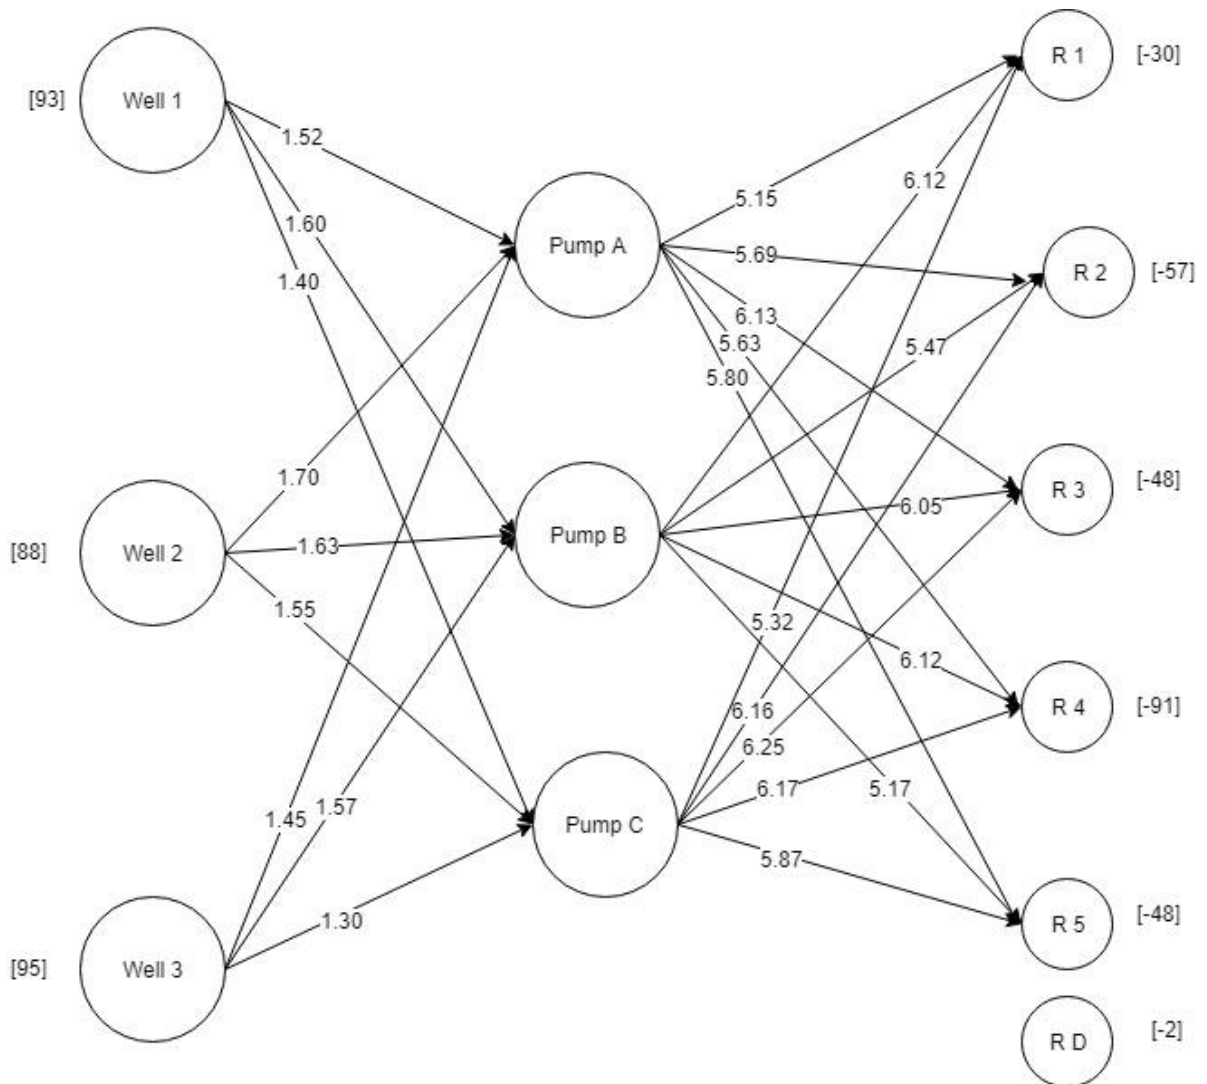 R 1
[-30]
[93]
Well 1
1.52
6.12
5.15
1.60
Pump A
5.69
R 2
[-57]
1.40
6.13
5.63
5.47
5.80
1.70
R 3
[-48]
6.05
[88]
Well 2
1.63
Pump B
1.55
5.32
6.12
6.16
R 4
[-91]
6.25
6.17
5.17
1.45
1.57
Pump C
5.87
1.30
R 5
[-48]
[95]
Well 3
R D
[-2]